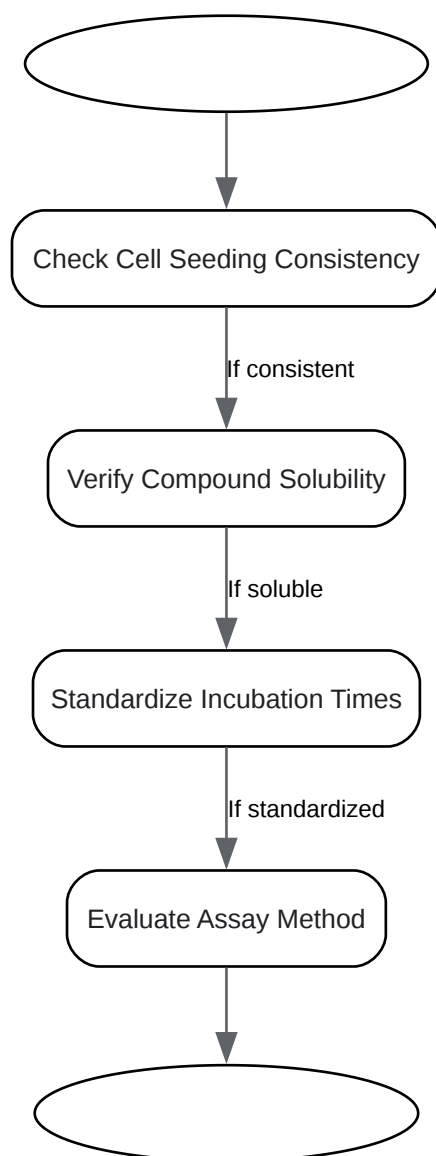 Check Cell Seeding Consistency
If consistent
Verify Compound Solubility
If soluble
Standardize Incubation Times
If standardized
Evaluate Assay Method